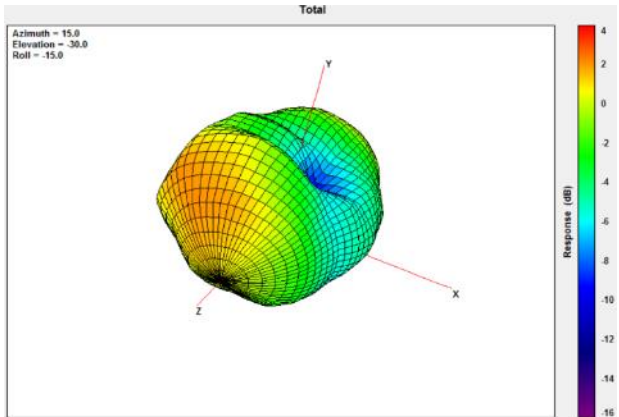 Total
Azimuth = 15.0
Elevation = -30.0
Roll = -15.0
Y
X
Z
Response (dB)
4
2
0
-2
-4
-6
-8
-10
-12
-14
-16